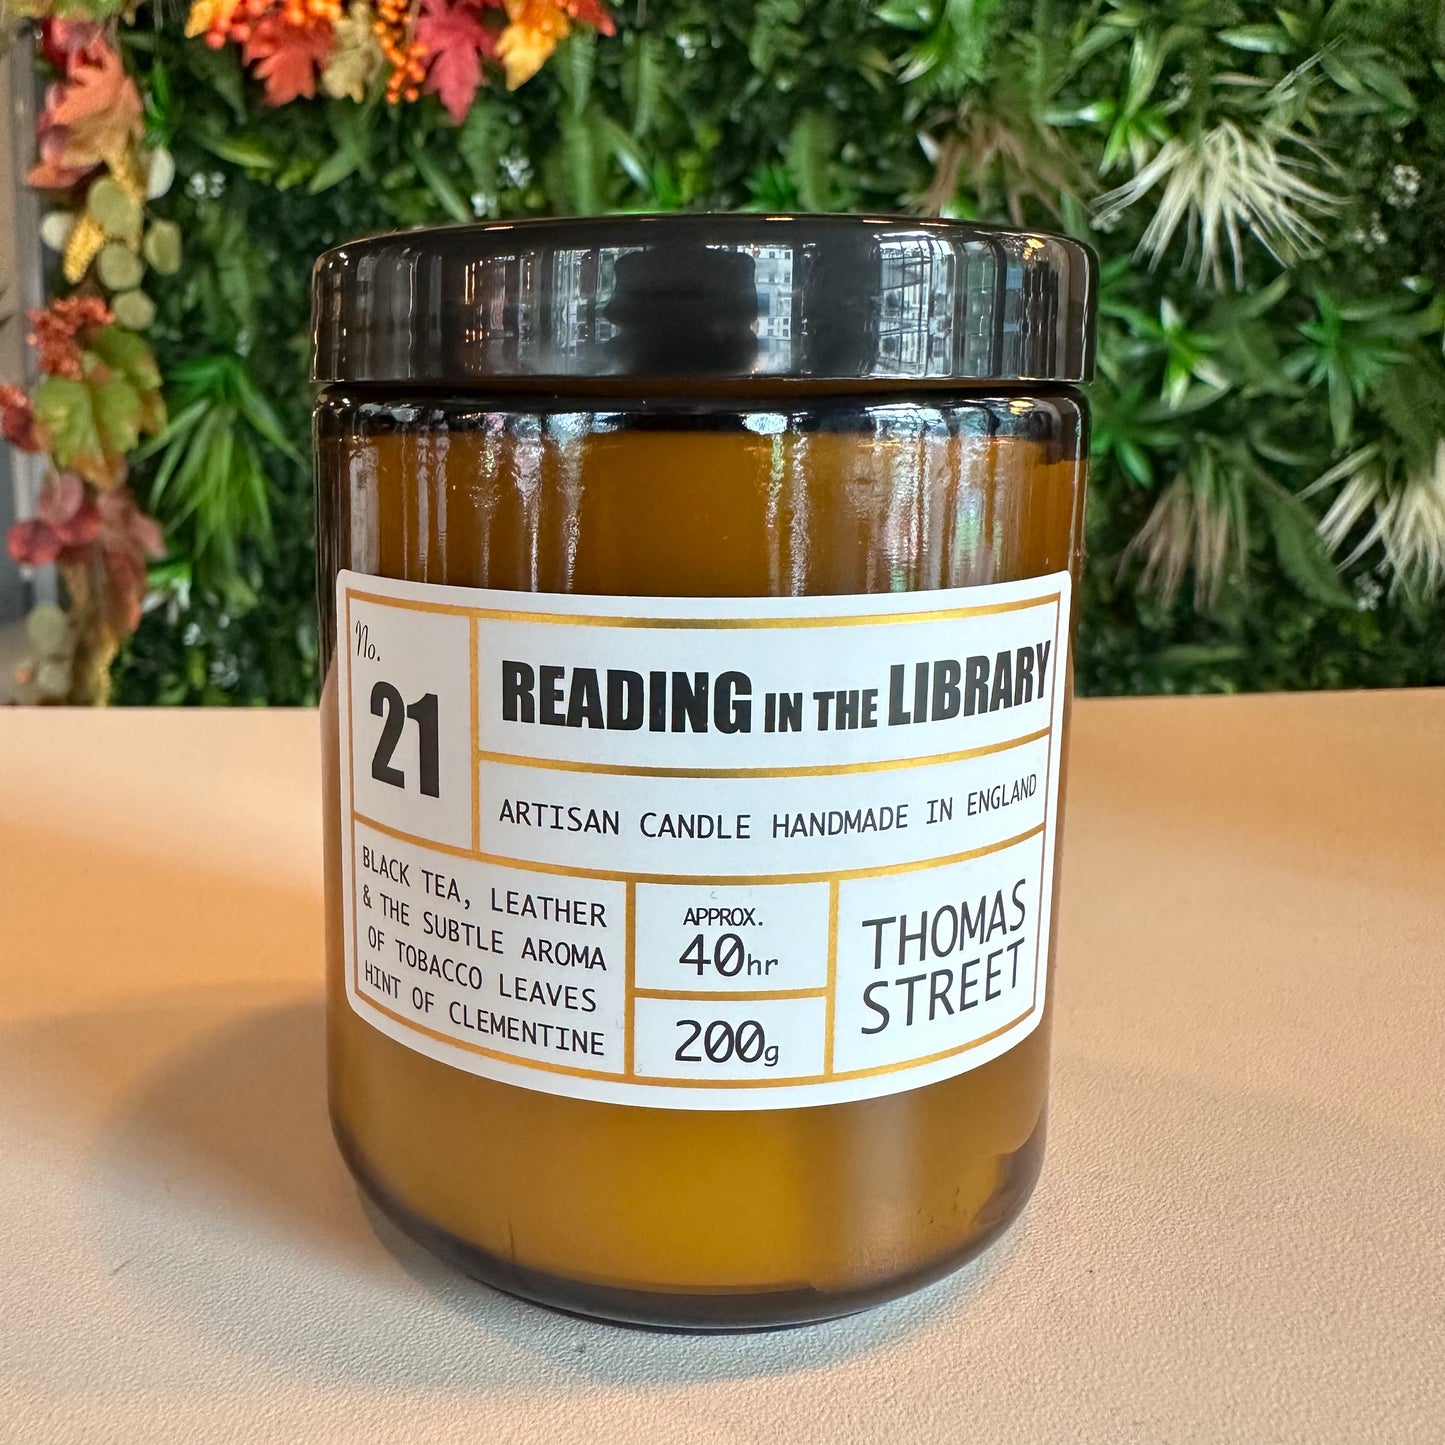 No.
21
READING IN THE LIBRARY
ARTISAN CANDLE HANDMADE IN ENGLAND
BLACK TEA, LEATHER
& THE SUBTLE AROMA
OF TOBACCO LEAVES
HINT OF CLEMENTINE
APPROX.
40hr
200g
THOMAS
STREET